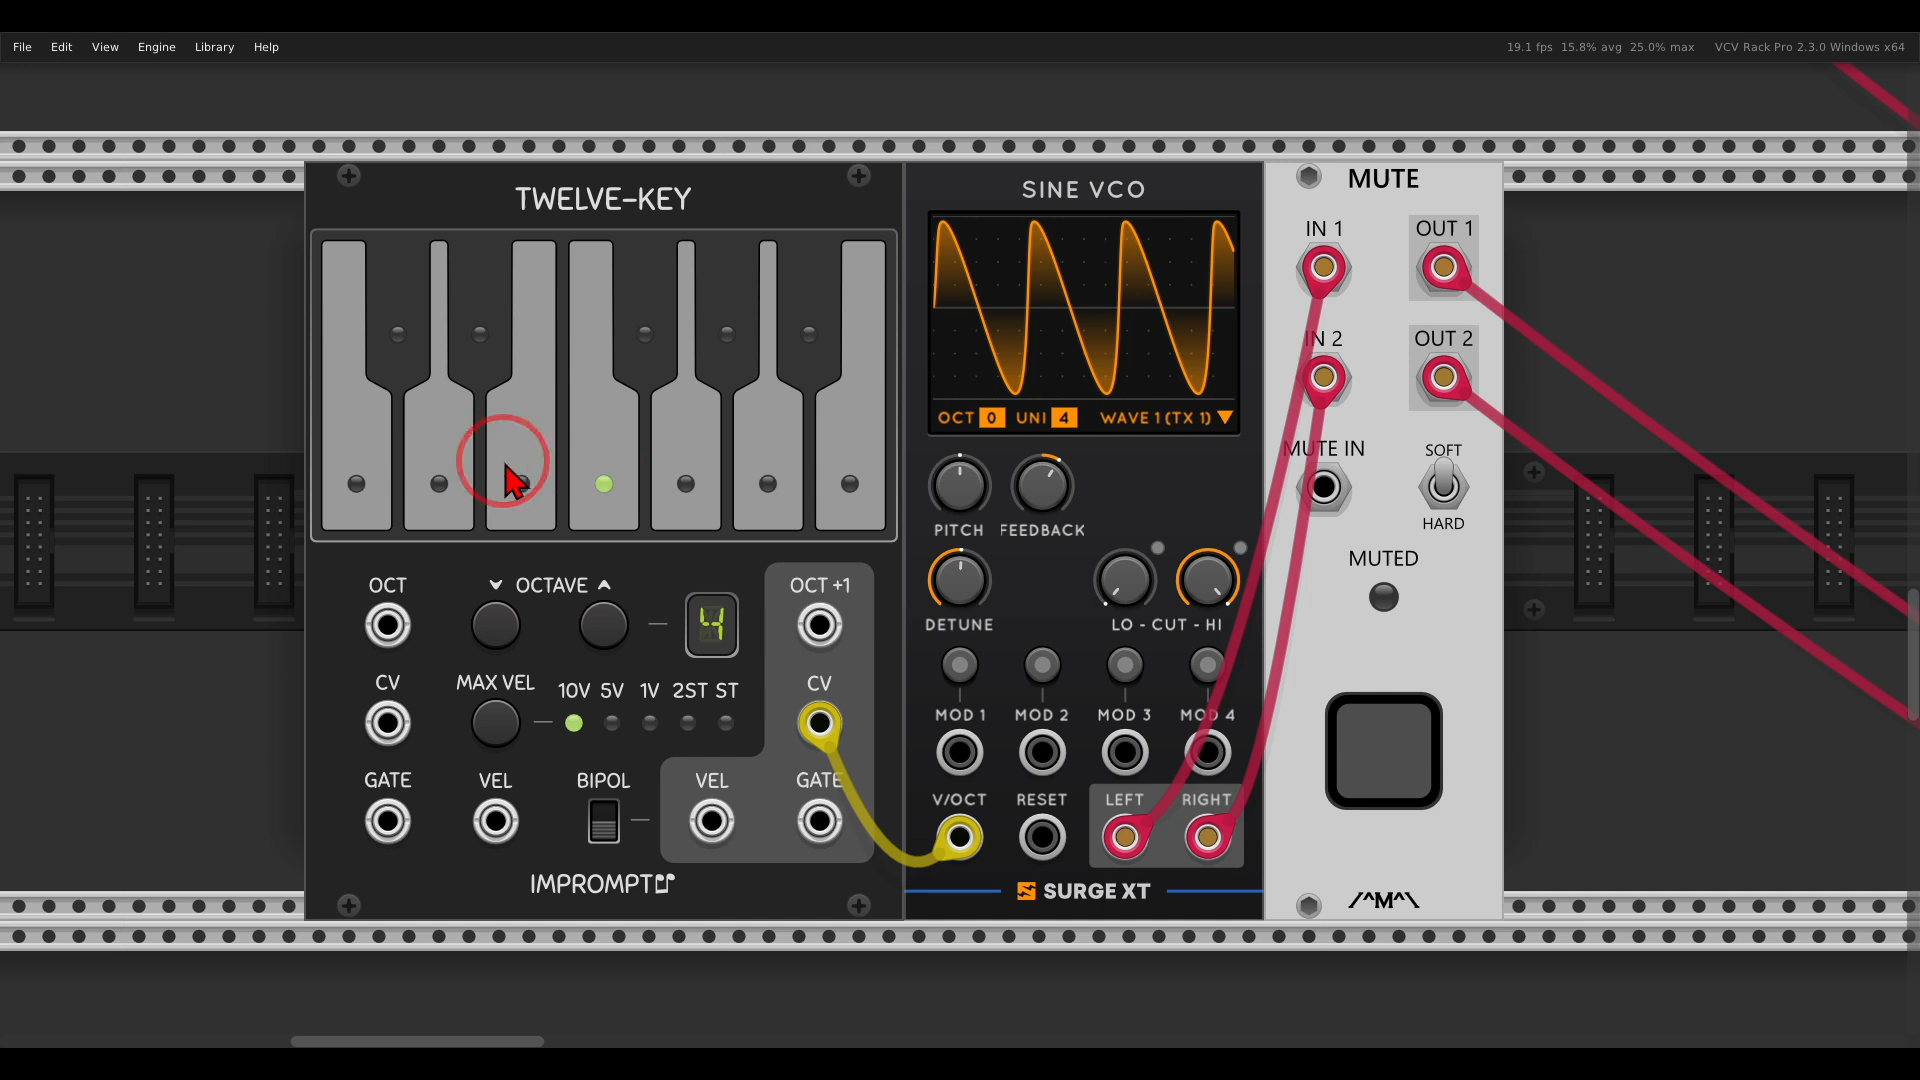 File Edit View Engine Library Help
19.1 fps 15.8% avg 25.0% max VCV Rack Pro 2.3.0 Windows x64
TWELVE-KEY
OCT
OCTAVE
4
OCT +1
CV
MAX VEL
10V 5V 1V 2ST ST
CV
GATE
VEL
BIPOL
VEL
GATE
IMPROMPT
SINE VCO
OCT 0 UNI 4 WAVE 1 (TX 1)
PITCH FEEDBACK
DETUNE
LO - CUT - HI
MOD 1 MOD 2 MOD 3 MOD 4
V/OCT RESET LEFT RIGHT
SURGE XT
MUTE
IN 1 OUT 1
IN 2 OUT 2
MUTE IN
SOFT
HARD
MUTED